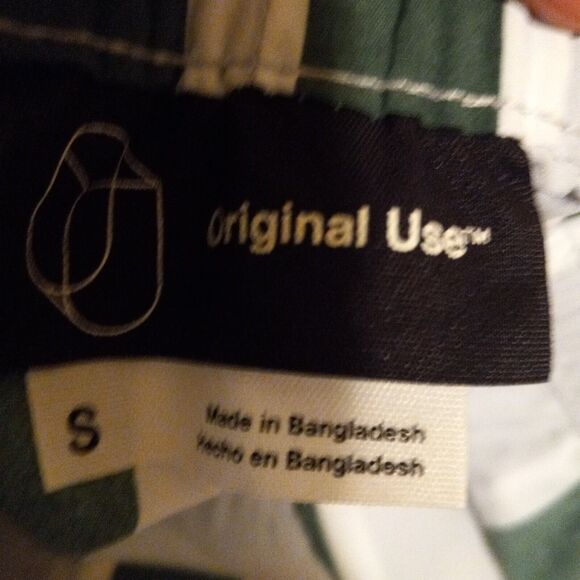 Original Use™
S
Made in Bangladesh
Hecho en Bangladesh